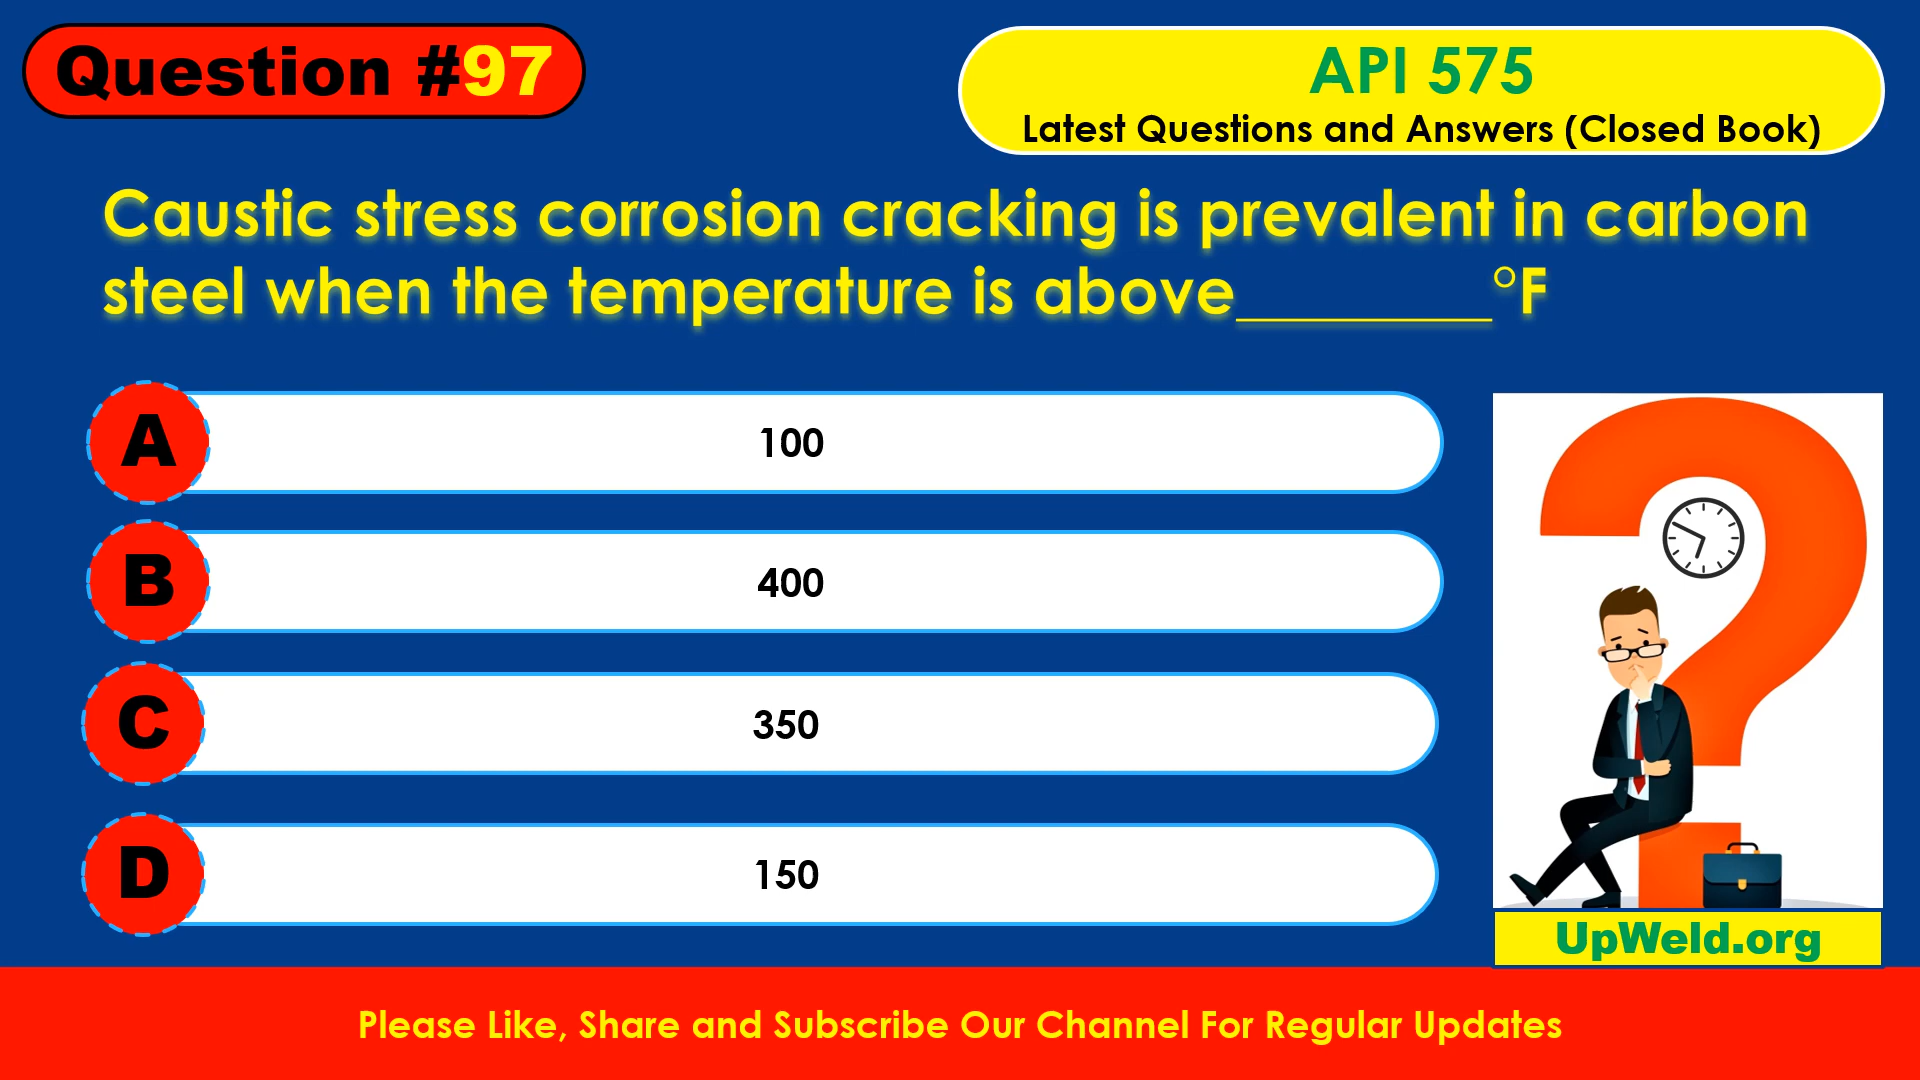 Question #97
API 575
Latest Questions and Answers (Closed Book)
Caustic stress corrosion cracking is prevalent in carbon
steel when the temperature is above________°F
A
100
B
400
C
350
D
150
UpWeld.org
Please Like, Share and Subscribe Our Channel For Regular Updates